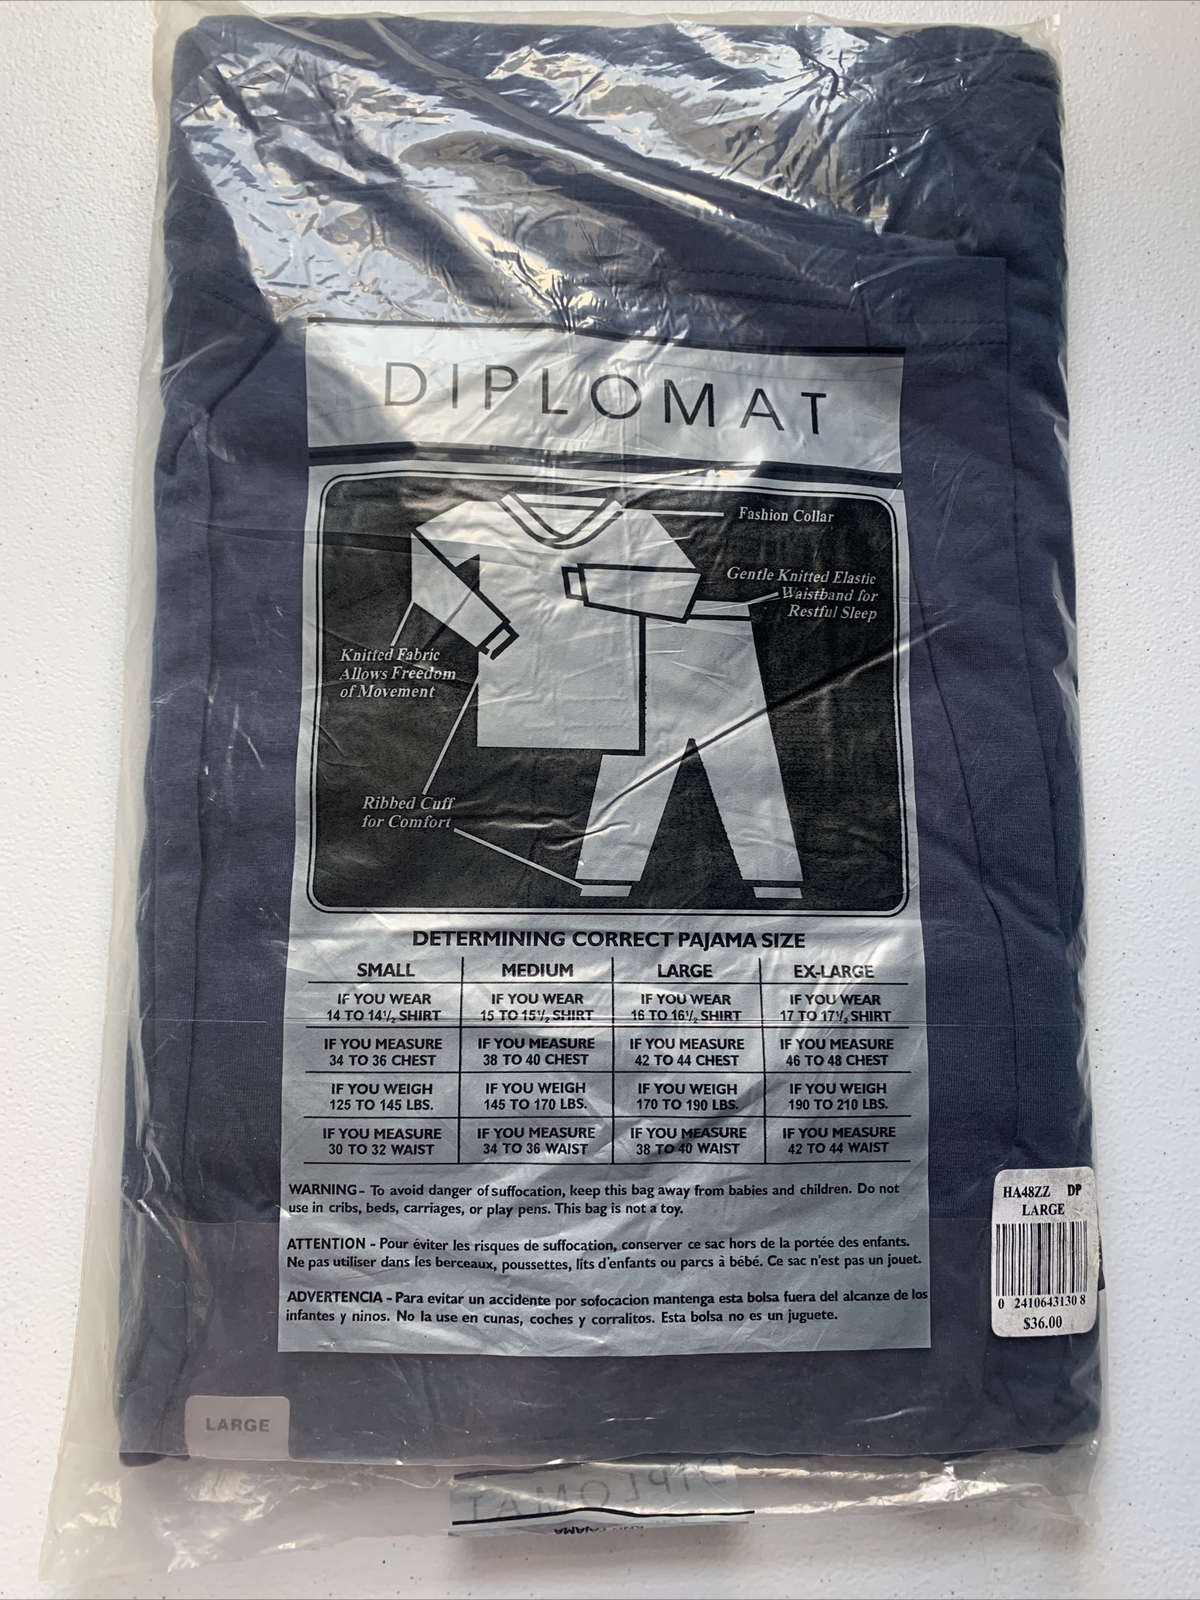 DIPLOMAT
Fashion Collar
Gentle Knitted Elastic
Waistband for
Restful Sleep
Knitted Fabric
Allows Freedom
of Movement
Ribbed Cuff
for Comfort
DETERMINING CORRECT PAJAMA SIZE
SMALL MEDIUM LARGE EX-LARGE
IF YOU WEAR IF YOU WEAR IF YOU WEAR IF YOU WEAR
14 TO 14½ SHIRT 15 TO 15½ SHIRT 16 TO 16½ SHIRT 17 TO 17½ SHIRT
IF YOU MEASURE IF YOU MEASURE IF YOU MEASURE IF YOU MEASURE
34 TO 36 CHEST 38 TO 40 CHEST 42 TO 44 CHEST 46 TO 48 CHEST
IF YOU WEIGH IF YOU WEIGH IF YOU WEIGH IF YOU WEIGH
125 TO 145 LBS. 145 TO 170 LBS. 170 TO 190 LBS. 190 TO 210 LBS.
IF YOU MEASURE IF YOU MEASURE IF YOU MEASURE IF YOU MEASURE
30 TO 32 WAIST 34 TO 36 WAIST 38 TO 40 WAIST 42 TO 44 WAIST
WARNING- To avoid danger of suffocation, keep this bag away from babies and children. Do not
use in cribs, beds, carriages, or play pens. This bag is not a toy.
ATTENTION - Pour éviter les risques de suffocation, conserver ce sac hors de la portée des enfants.
Ne pas utiliser dans les berceaux, poussettes, lits d'enfants ou parcs à bébé. Ce sac n'est pas un jouet.
ADVERTENCIA - Para evitar un accidente por sofocacion mantenga esta bolsa fuera del alcanze de los
infantes y ninos. No la use en cunas, coches y corralitos. Esta bolsa no es un juguete.
HA48ZZ DP
LARGE
0 2410643130 8
$36.00
LARGE
DIPLOMAT